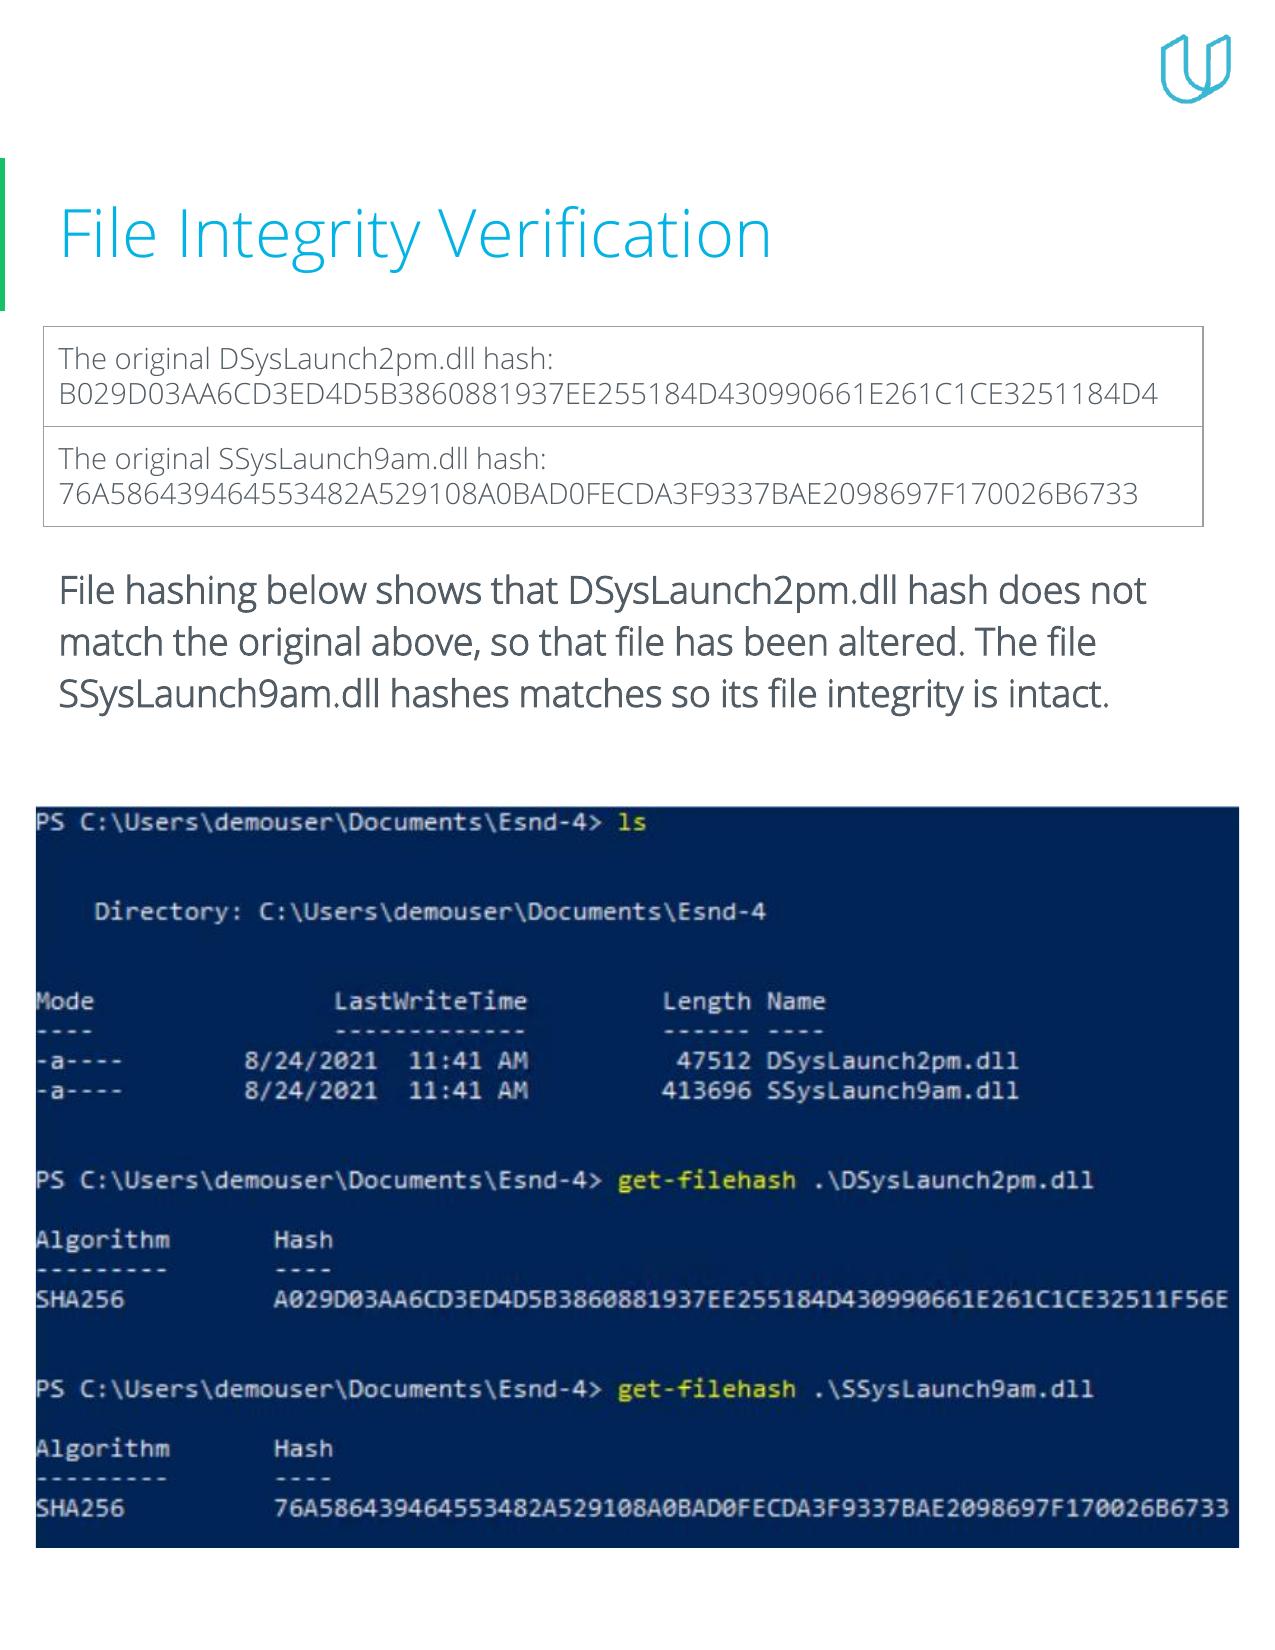 File Integrity Verification
The original DSysLaunch2pm.dll hash:
B029D03AA6CD3ED4D5B3860881937EE255184D430990661E261C1CE3251184D4
The original SSysLaunch9am.dll hash:
76A586439464553482A529108A0BAD0FECDA3F9337BAE2098697F170026B6733
File hashing below shows that DSysLaunch2pm.dll hash does not
match the original above, so that file has been altered. The file
SSysLaunch9am.dll hashes matches so its file integrity is intact.
PS C:\Users\demouser\Documents\Esnd-4> ls
Directory: C:\Users\demouser\Documents\Esnd-4
Mode LastWriteTime Length Name
---- ------------- ------ ----
-a---- 8/24/2021 11:41 AM 47512 DSysLaunch2pm.dll
-a---- 8/24/2021 11:41 AM 413696 SSysLaunch9am.dll
PS C:\Users\demouser\Documents\Esnd-4> get-filehash .\DSysLaunch2pm.dll
Algorithm Hash
--------- ----
SHA256 A029D03AA6CD3ED4D5B3860881937EE255184D430990661E261C1CE32511F56E
PS C:\Users\demouser\Documents\Esnd-4> get-filehash .\SSysLaunch9am.dll
Algorithm Hash
--------- ----
SHA256 76A586439464553482A529108A0BAD0FECDA3F9337BAE2098697F170026B6733